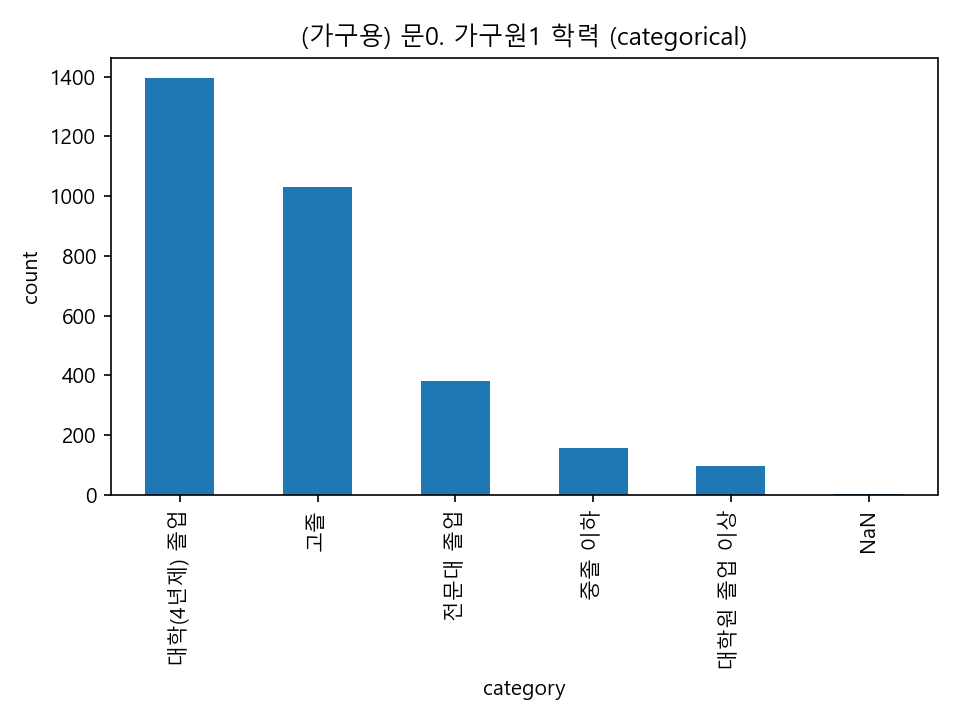 (가구용) 문0. 가구원1 학력 (categorical)
1400
1200
1000
800
600
400
200
0
count
대학(4년제) 졸업
고졸
전문대 졸업
중졸 이하
대학원 졸업 이상
NaN
category